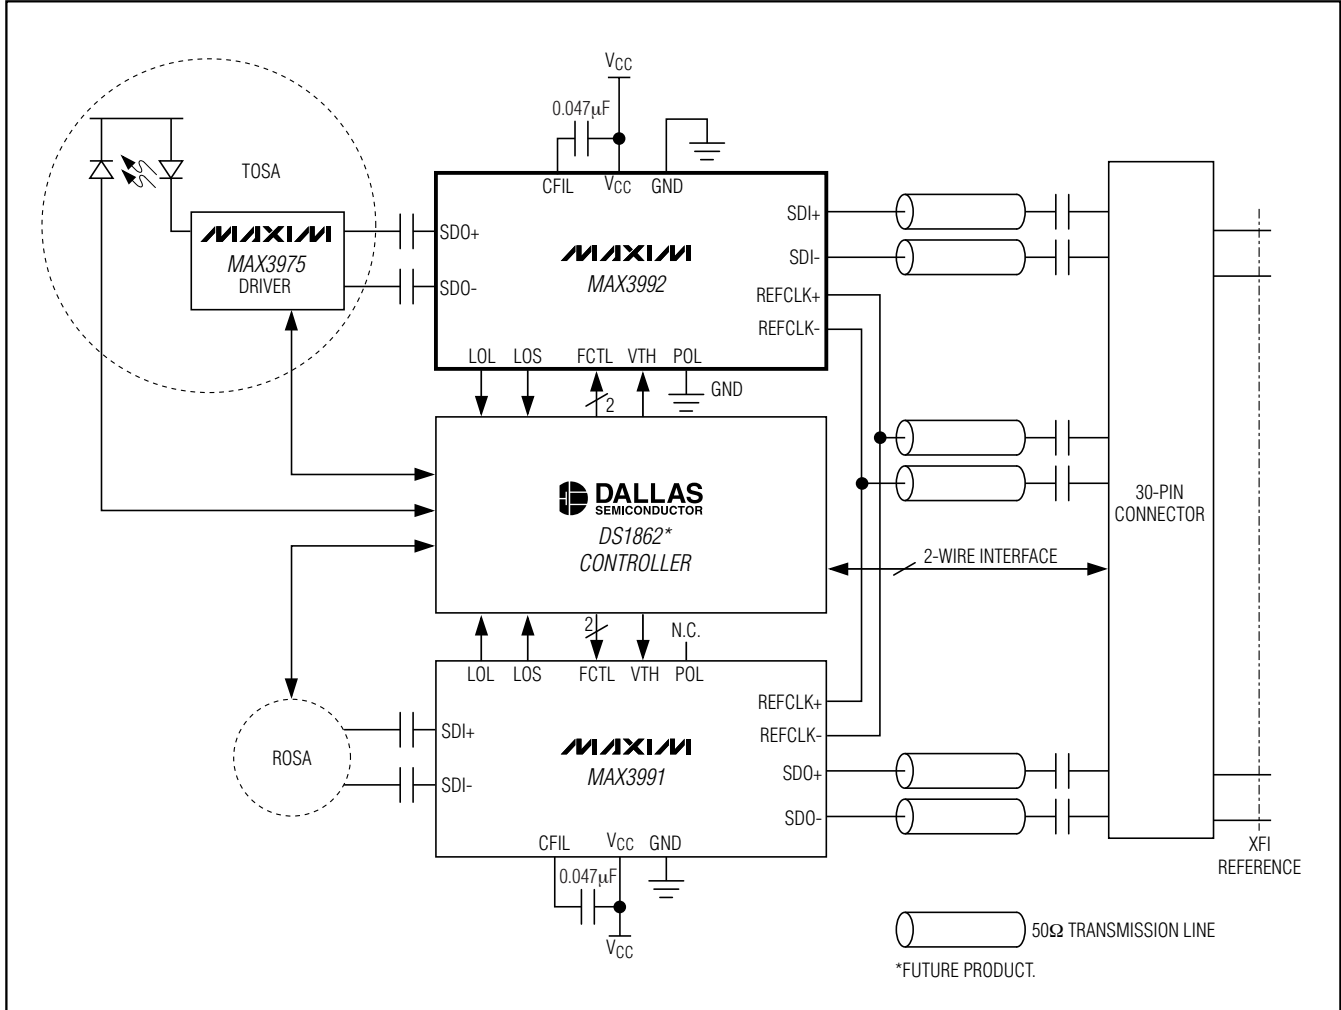 VCC
0.047µF
TOSA
CFIL VCC GND
MAXIM
MAX3975
DRIVER
SDO+
SDO-
MAXIM
MAX3992
SDI+
SDI-
REFCLK+
REFCLK-
LOL LOS FCTL VTH POL
2
GND
DALLAS
SEMICONDUCTOR
DS1862*
CONTROLLER
30-PIN
CONNECTOR
2-WIRE INTERFACE
2
N.C.
LOL LOS FCTL VTH POL
REFCLK+
REFCLK-
SDO+
SDO-
ROSA
SDI+
SDI-
MAXIM
MAX3991
CFIL VCC GND
0.047µF
VCC
XFI
REFERENCE
50Ω TRANSMISSION LINE
*FUTURE PRODUCT.